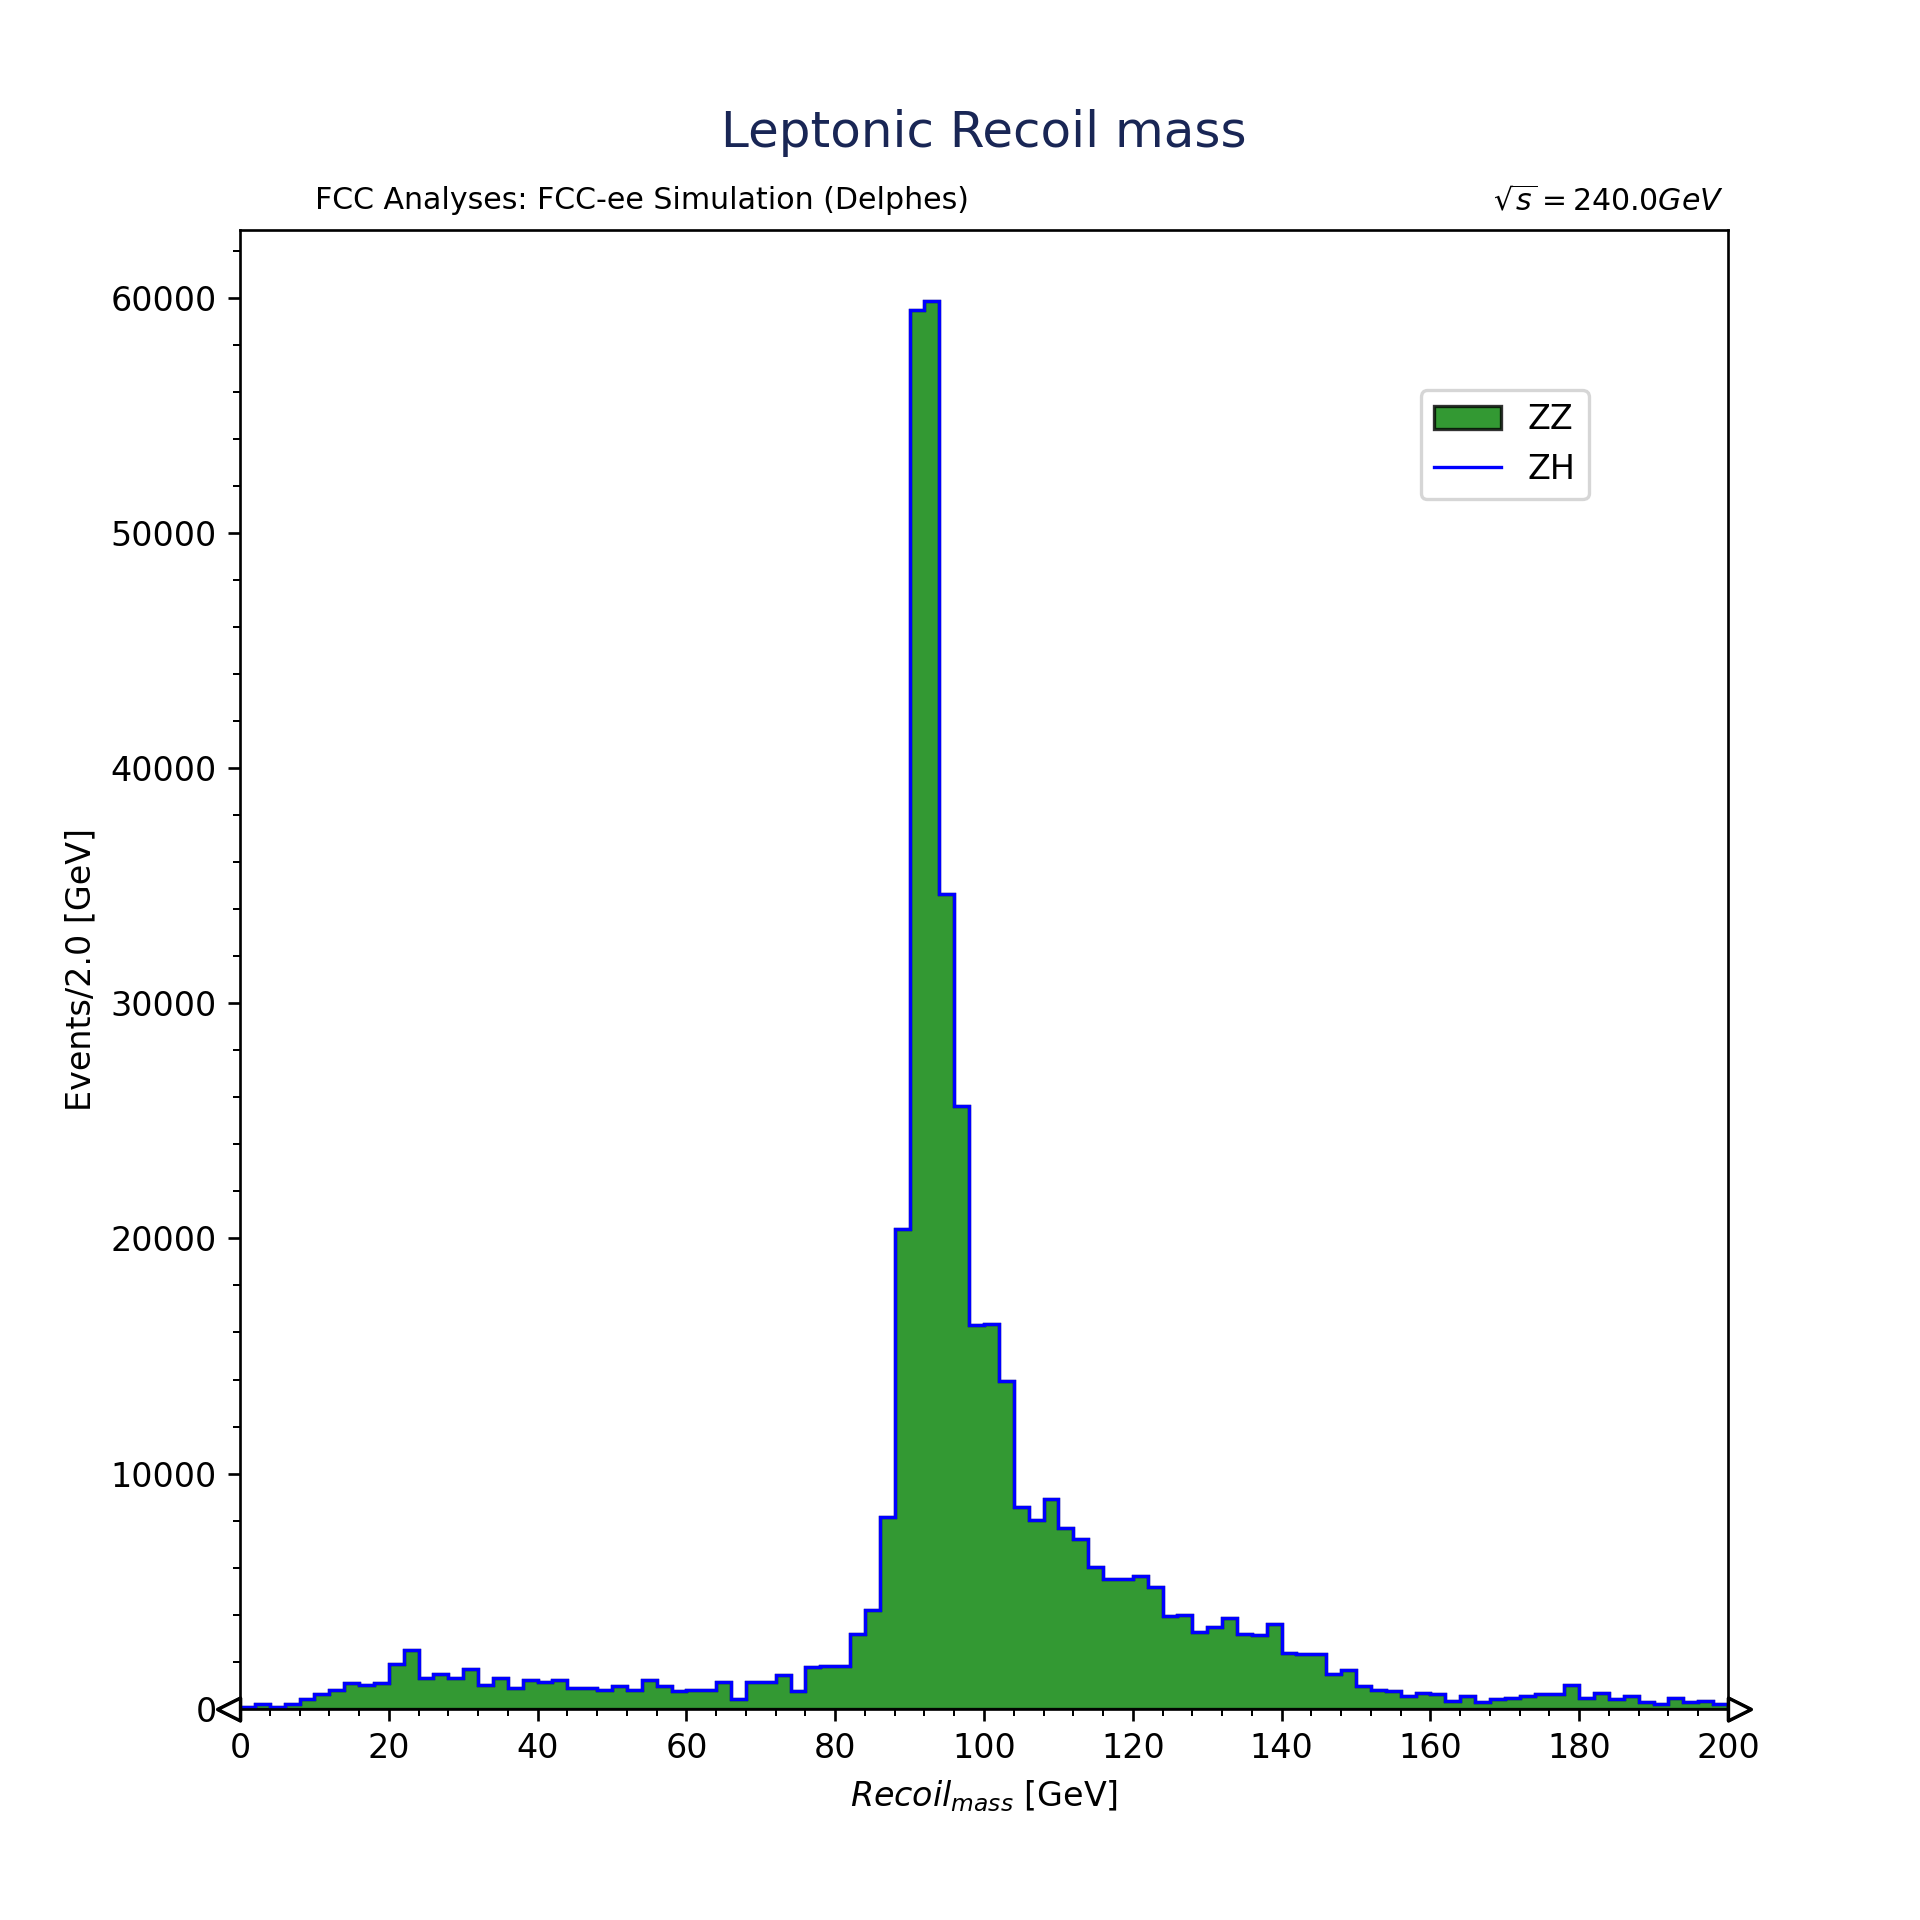 Leptonic Recoil mass
FCC Analyses: FCC-ee Simulation (Delphes)
√s = 240.0GeV
60000
50000
40000
30000
20000
10000
0
Events/2.0 [GeV]
ZZ
ZH
0 20 40 60 80 100 120 140 160 180 200
Recoil_mass [GeV]